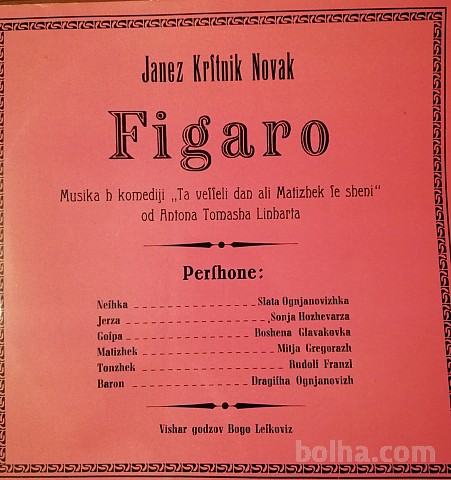 Janez Krſtnik Novak
Figaro
Musika h komediji „Ta veſſeli dan ali Matizhek ſe sheni“
od Antona Tomasha Linharta
Perſhone:
Neſhka Slata Ognjanovizhka
Jerza Sonja Hozhevarza
Goſpa Boshena Glavakovka
Matizhek Mitja Gregorazh
Tonzhek Rudolf Franzl
Baron Dragiſha Ognjanovizh
Vishar godzov Bogo Leſkoviz
bolha.com